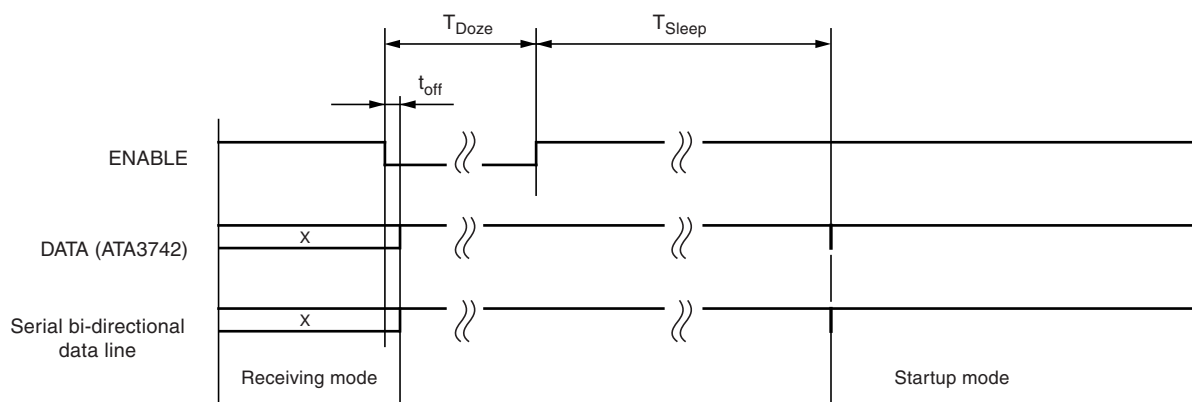 T_Doze
T_Sleep
t_off
ENABLE
DATA (ATA3742)
X
Serial bi-directional
data line
X
Receiving mode
Startup mode